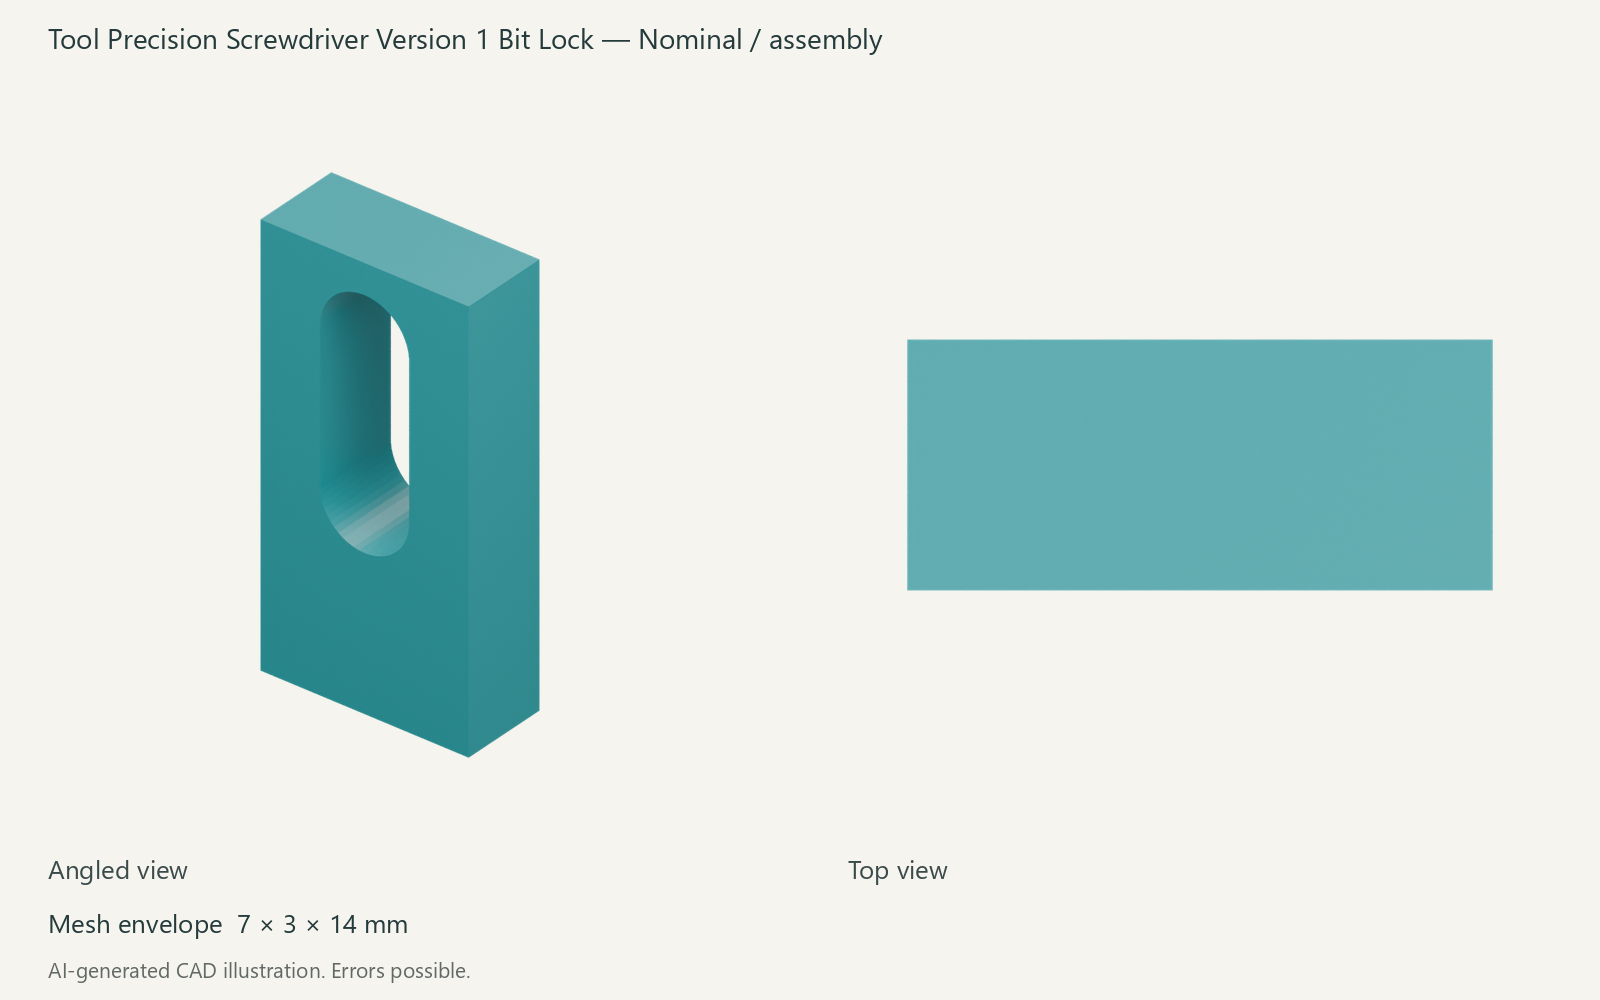 Tool Precision Screwdriver Version 1 Bit Lock — Nominal / assembly
Angled view
Top view
Mesh envelope  7 × 3 × 14 mm
AI-generated CAD illustration. Errors possible.